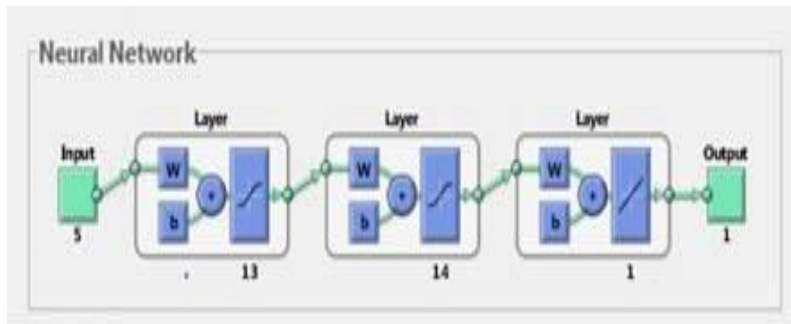 Neural Network
Layer Layer Layer
Input Output
W W W
b b b
5 13 14 1 1